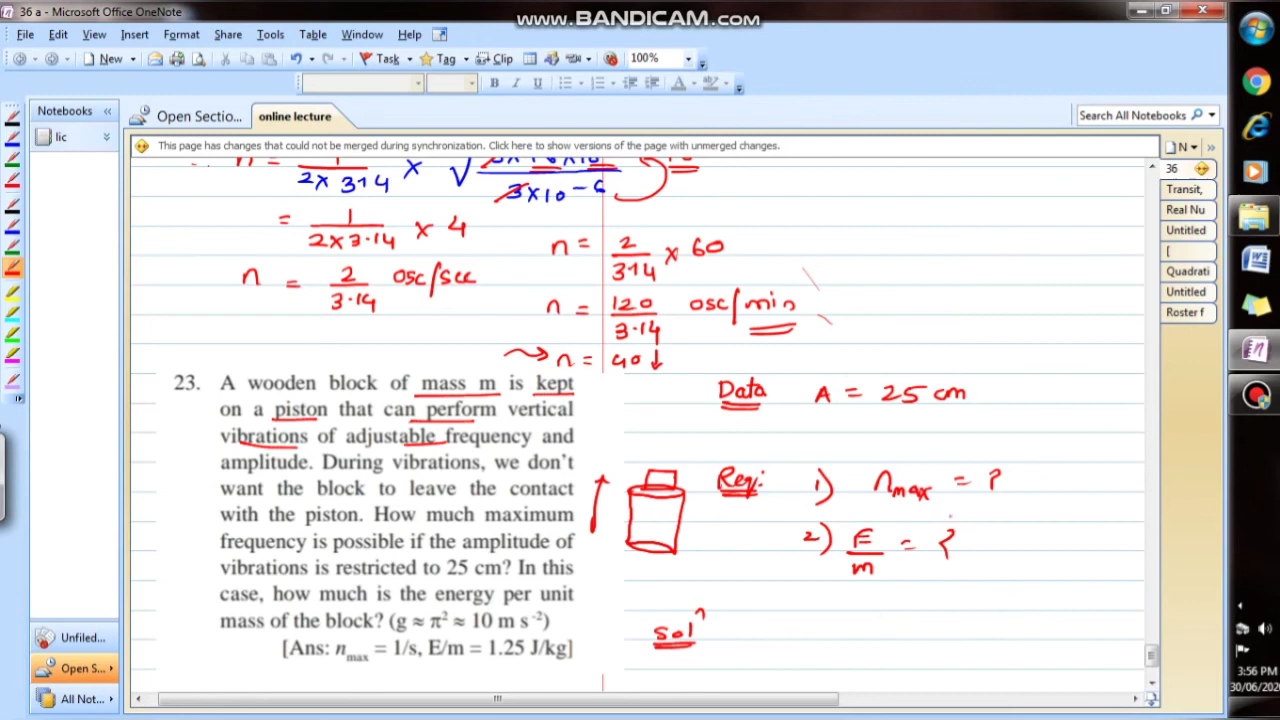 36 a - Microsoft Office OneNote
www.BANDICAM.com
File Edit View Insert Format Share Tools Table Window Help
New Task Tag Clip 100%
B I U
Notebooks
lic
Open Sectio...
online lecture
Search All Notebooks
This page has changes that could not be merged during synchronization. Click here to show versions of the page with unmerged changes.
N
36
Transit,
Real Nu
Untitled
[
Quadrati
Untitled
Roster f
2 x 3.14
3 x 10 - 6
= 1 / 2 x 3.14 x 4
n = 2 / 3.14 osc/sec
n = 2 / 3.14 x 60
n = 120 / 3.14 osc/min
n = 40 ↓
23. A wooden block of mass m is kept
on a piston that can perform vertical
vibrations of adjustable frequency and
amplitude. During vibrations, we don't
want the block to leave the contact
with the piston. How much maximum
frequency is possible if the amplitude of
vibrations is restricted to 25 cm? In this
case, how much is the energy per unit
mass of the block? (g ≈ π² ≈ 10 m s⁻²)
[Ans: nmax = 1/s, E/m = 1.25 J/kg]
Data A = 25 cm
Req: 1) nmax = ?
2) E / m = ?
Solⁿ
Unfiled...
Open S...
All Not...
3:56 PM
30/06/202